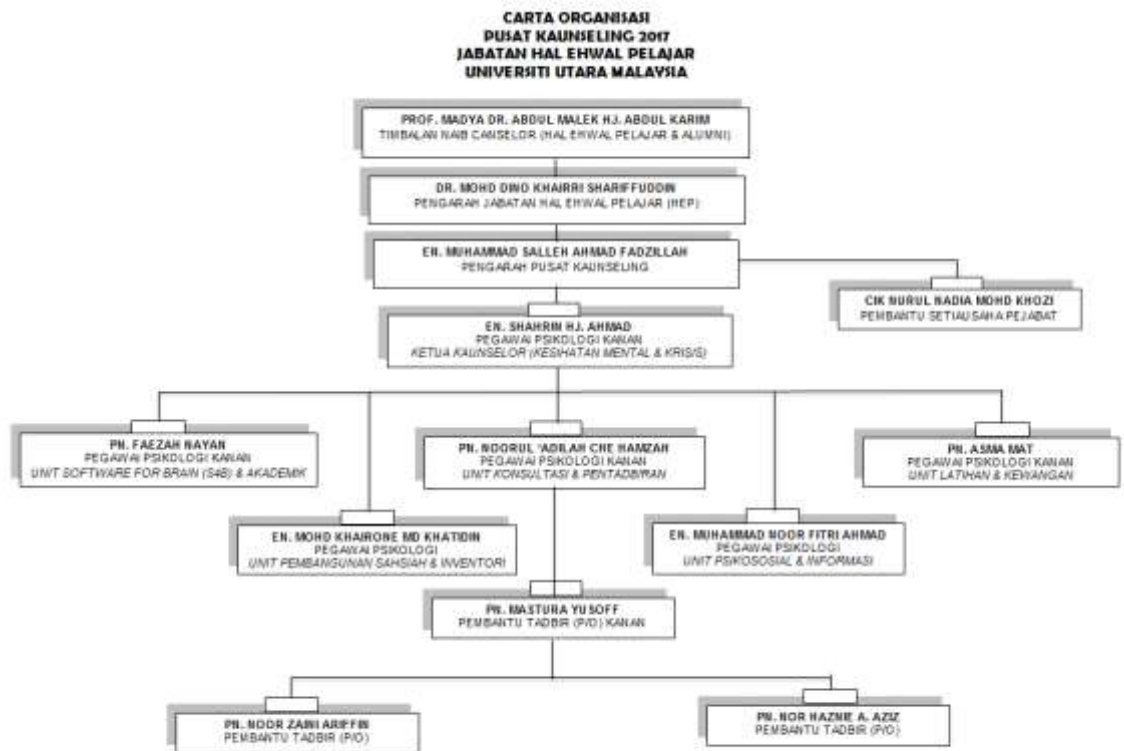 CARTA ORGANISASI
PUSAT KAUNSELING 2017
JABATAN HAL EHWAL PELAJAR
UNIVERSITI UTARA MALAYSIA
PROF. MADYA DR. ABDUL MALEK HJ. ABDUL KARIM
TIMBALAN NAIB CANSELOR (HAL EHWAL PELAJAR & ALUMNI)
DR. MOHD DINO KHAIRRI SHARIFFUDDIN
PENGARAH JABATAN HAL EHWAL PELAJAR (HEP)
EN. MUHAMMAD SALLEH AHMAD FADZILLAH
PENGARAH PUSAT KAUNSELING
CIK NURUL NADIA MOHD KHOZI
PEMBANTU SETIAUSAHA PEJABAT
EN. SHAHRIN HJ. AHMAD
PEGAWAI PSIKOLOGI KANAN
KETUA KAUNSELOR (KESIHATAN MENTAL & KRISIS)
PN. FAEZAH NAYAN
PEGAWAI PSIKOLOGI KANAN
UNIT SOFTWARE FOR BRAIN (S4B) & AKADEMIK
PN. NOORUL 'ADILAH CHE HAMZAH
PEGAWAI PSIKOLOGI KANAN
UNIT KONSULTASI & PENTADBIRAN
PN. ASMA MAT
PEGAWAI PSIKOLOGI KANAN
UNIT LATIHAN & KEWANGAN
EN. MOHD KHAIRONE MD KHATIDIN
PEGAWAI PSIKOLOGI
UNIT PEMBANGUNAN SAHSIAH & INVENTORI
EN. MUHAMMAD NOOR FITRI AHMAD
PEGAWAI PSIKOLOGI
UNIT PSIKOSOSIAL & INFORMASI
PN. MASTURA YUSOFF
PEMBANTU TADBIR (P/O) KANAN
PN. NOOR ZAINI ARIFFIN
PEMBANTU TADBIR (P/O)
PN. NOR HAZNIE A. AZIZ
PEMBANTU TADBIR (P/O)